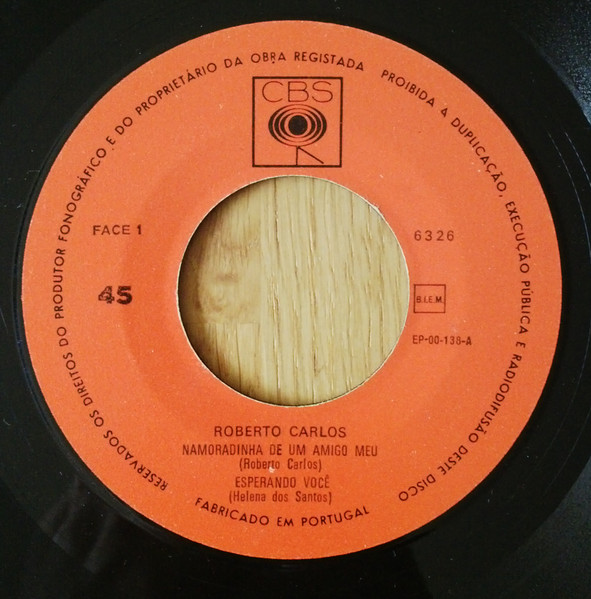 RESERVADOS OS DIREITOS DO PRODUTOR FONOGRÁFICO E DO PROPRIETÁRIO DA OBRA REGISTADA PROIBIDA A DUPLICAÇÃO, EXECUÇÃO PÚBLICA E RADIODIFUSÃO DESTE DISCO
CBS
FACE 1
6326
45
B.I.E.M.
EP-00-138-A
ROBERTO CARLOS
NAMORADINHA DE UM AMIGO MEU
(Roberto Carlos)
ESPERANDO VOCÊ
(Helena dos Santos)
FABRICADO EM PORTUGAL